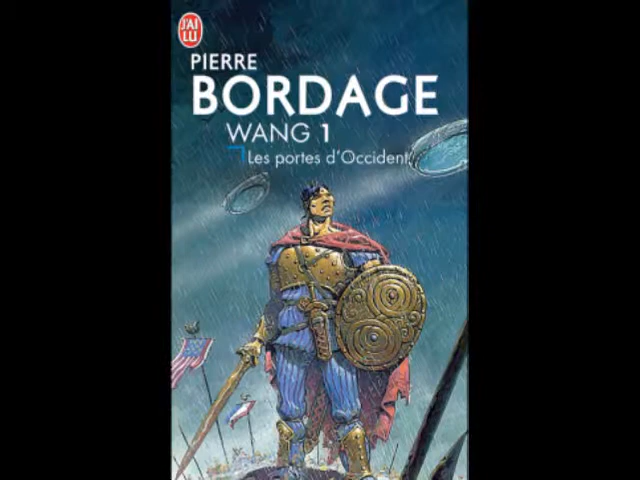 J'AI
LU
PIERRE
BORDAGE
WANG 1
Les portes d'Occident